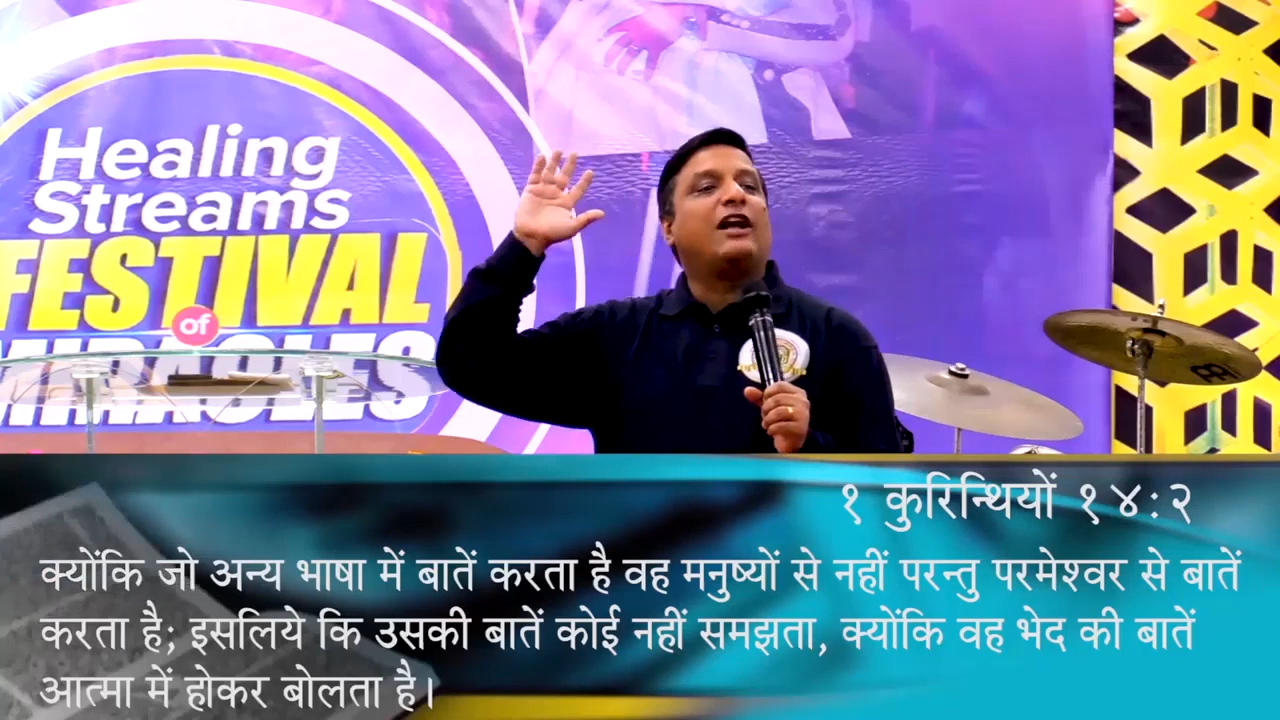 Healing
Streams
FESTIVAL
of
MIRACLES
१ कुरिन्थियों १४:२
क्योंकि जो अन्य भाषा में बातें करता है वह मनुष्यों से नहीं परन्तु परमेश्वर से बातें
करता है; इसलिये कि उसकी बातें कोई नहीं समझता, क्योंकि वह भेद की बातें
आत्मा में होकर बोलता है।